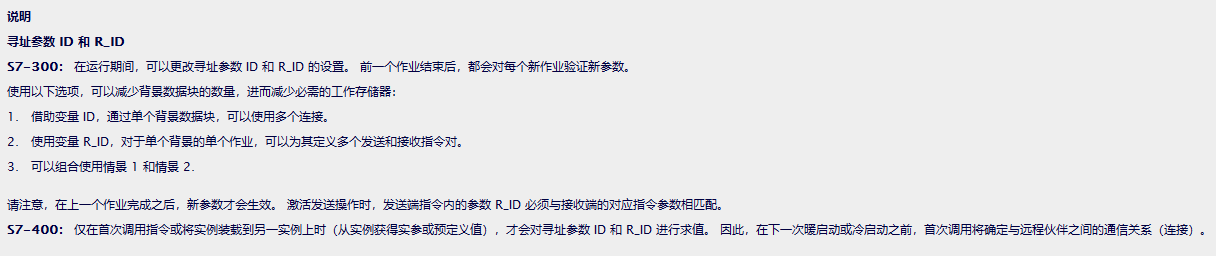 说明
寻址参数 ID 和 R_ID
S7-300： 在运行期间，可以更改寻址参数 ID 和 R_ID 的设置。 前一个作业结束后，都会对每个新作业验证新参数。
使用以下选项，可以减少背景数据块的数量，进而减少必需的工作存储器：
1. 借助变量 ID，通过单个背景数据块，可以使用多个连接。
2. 使用变量 R_ID，对于单个背景的单个作业，可以为其定义多个发送和接收指令对。
3. 可以组合使用情景 1 和情景 2.
请注意，在上一个作业完成之后，新参数才会生效。 激活发送操作时，发送端指令内的参数 R_ID 必须与接收端的对应指令参数相匹配。
S7-400： 仅在首次调用指令或将实例装载到另一实例上时（从实例获得实参或预定义值），才会对寻址参数 ID 和 R_ID 进行求值。 因此，在下一次暖启动或冷启动之前，首次调用将确定与远程伙伴之间的通信关系（连接）。